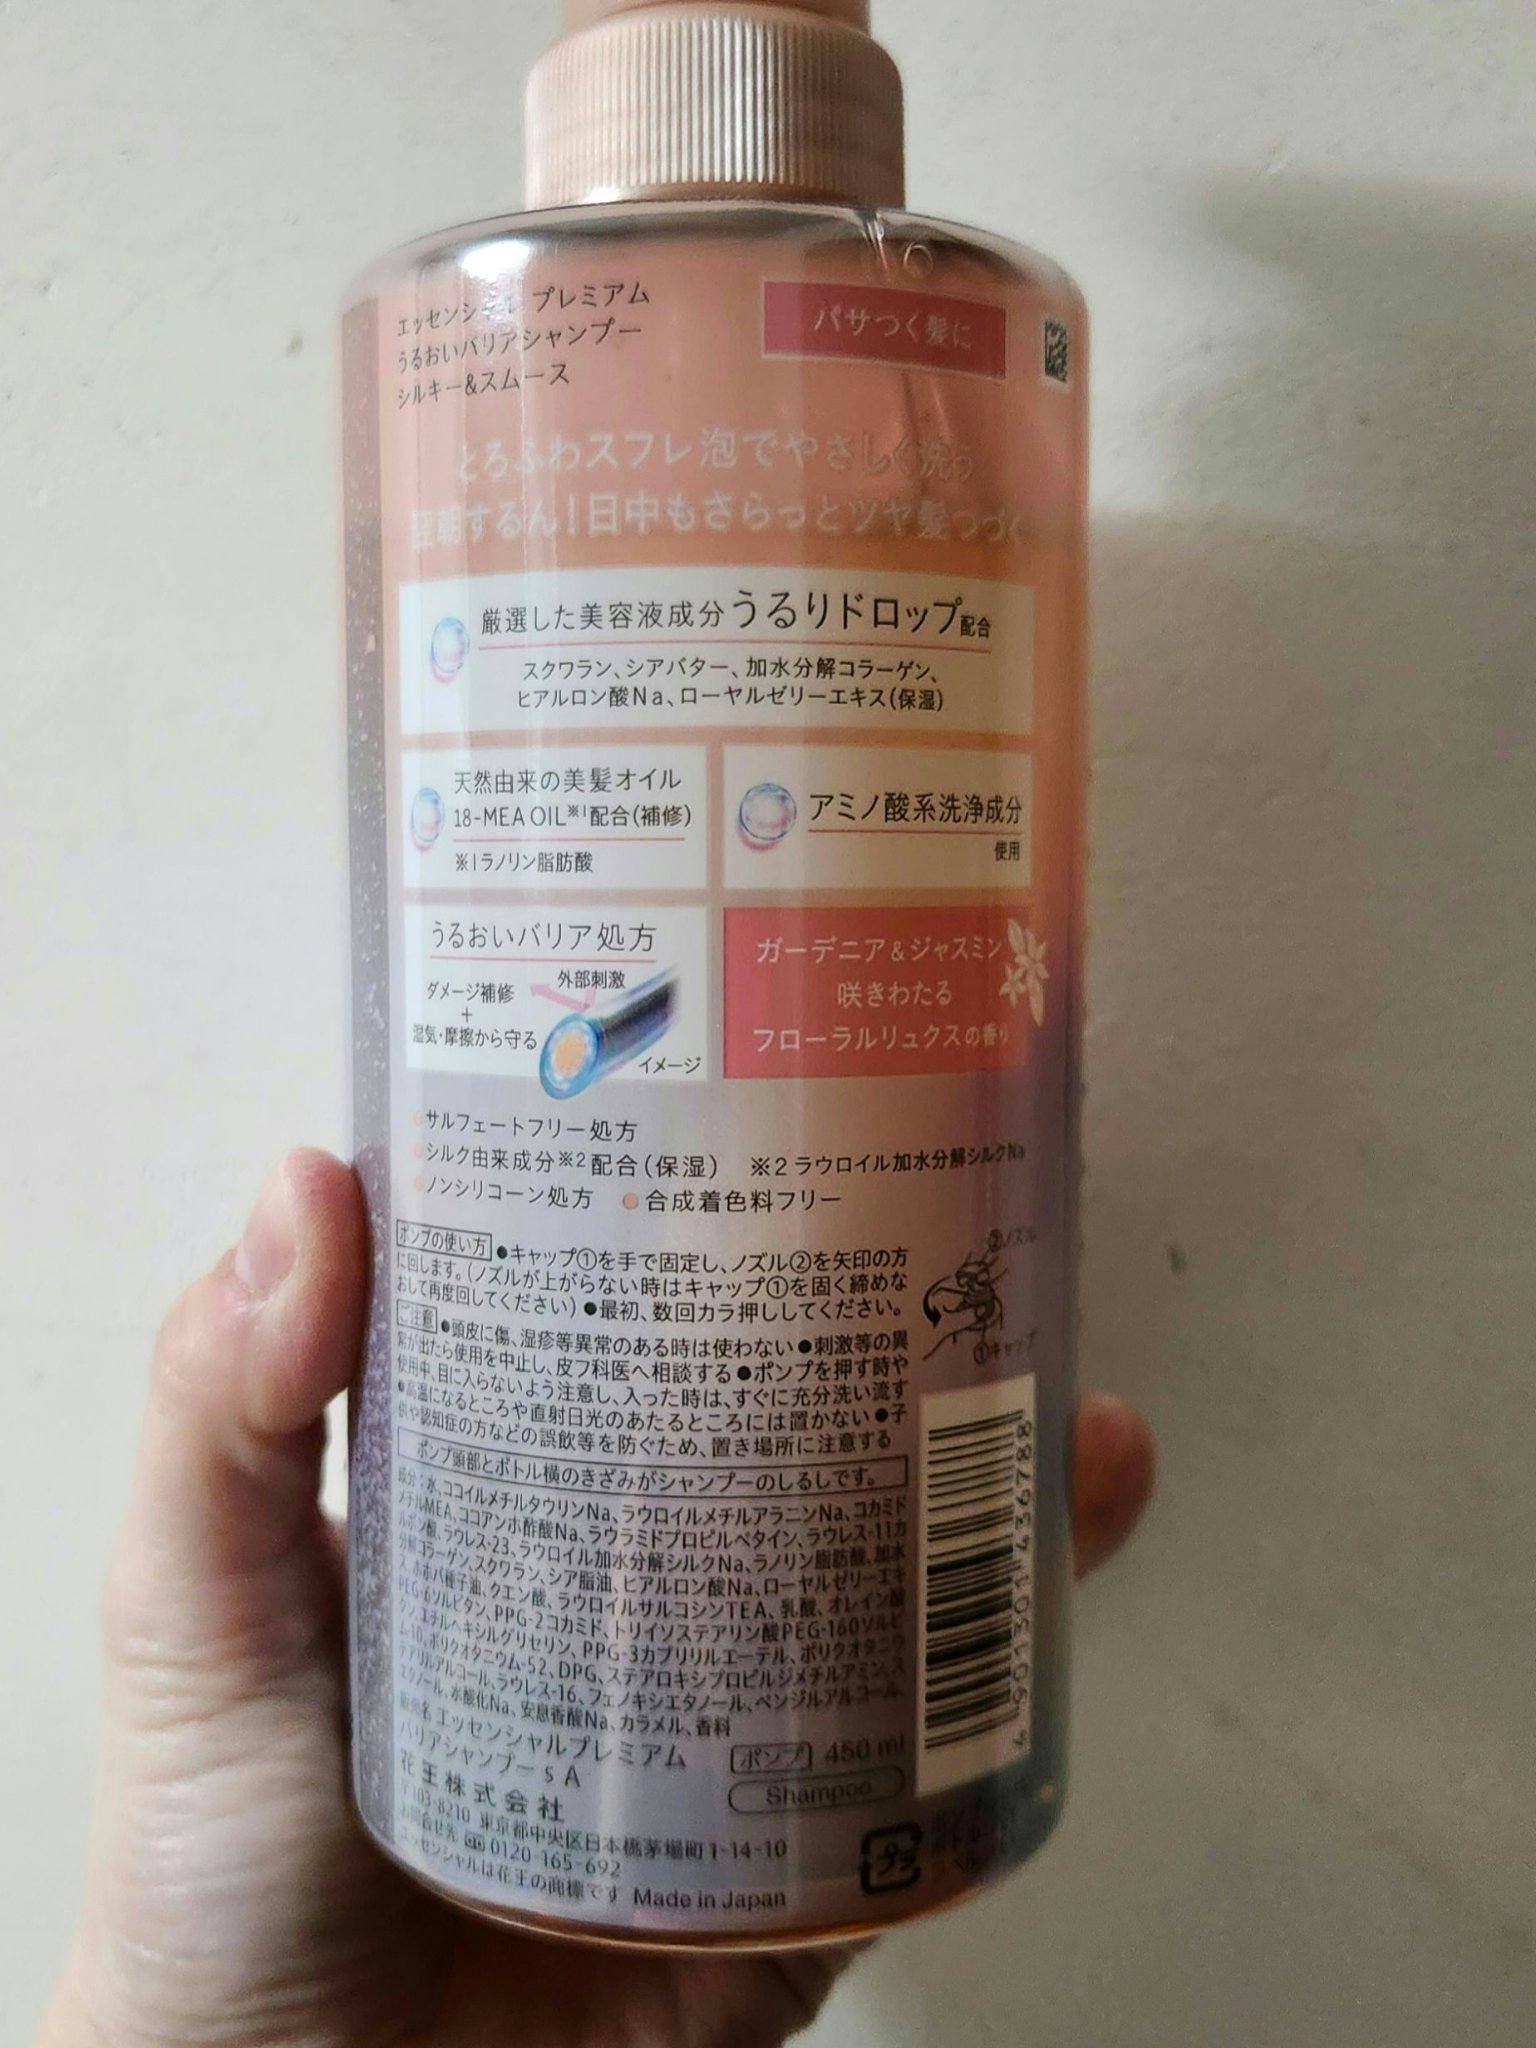 エッセンシャル プレミアム
うるおいバリアシャンプー
シルキー&スムース
パサつく髪に
とろふわスフレ泡でやさしく洗う
翌朝するん!日中もさらっとツヤ髪つづく
厳選した美容液成分うるりドロップ配合
スクワラン、シアバター、加水分解コラーゲン、
ヒアルロン酸Na、ローヤルゼリーエキス(保湿)
天然由来の美髪オイル
18-MEA OIL※1配合(補修)
※1ラノリン脂肪酸
アミノ酸系洗浄成分
使用
うるおいバリア処方
外部刺激
ダメージ補修
+
湿気・摩擦から守る
イメージ
ガーデニア&ジャスミン
咲きわたる
フローラルリュクスの香り
サルフェートフリー処方
シルク由来成分※2配合(保湿) ※2 ラウロイル加水分解シルクNa
ノンシリコーン処方 ●合成着色料フリー
ポンプの使い方 ●キャップ①を手で固定し、ノズル②を矢印の方
に回します。(ノズルが上がらない時はキャップ①を固く締めな
おして再度回してください) ●最初、数回カラ押ししてください。
②ノズル
①キャップ
ご注意 ●頭皮に傷、湿疹等異常のある時は使わない ●刺激等の異
常が出たら使用を中止し、皮フ科医へ相談する ●ポンプを押す時や
使用中、目に入らないよう注意し、入った時は、すぐに充分洗い流す
●高温になるところや直射日光のあたるところには置かない ●子
供や認知症の方などの誤飲等を防ぐため、置き場所に注意する
ポンプ頭部とボトル横のきざみがシャンプーのしるしです。
成分:水、ココイルメチルタウリンNa、ラウロイルメチルアラニンNa、コカミド
メチルMEA、ココアンホ酢酸Na、ラウラミドプロピルベタイン、ラウレス-11カ
ルボン酸、ラウレス-23、ラウロイル加水分解シルクNa、ラノリン脂肪酸、加水
分解コラーゲン、スクワラン、シア脂油、ヒアルロン酸Na、ローヤルゼリーエキ
ス、ホホバ種子油、クエン酸、ラウロイルサルコシンTEA、乳酸、オレイン酸
PEG-6ソルビタン、PPG-2コカミド、トリイソステアリン酸PEG-160ソルビ
タン、エチルヘキシルグリセリン、PPG-3カプリリルエーテル、ポリクオタニウ
ム-10、ポリクオタニウム-52、DPG、ステアロキシプロピルジメチルアミン、ス
テアリルアルコール、ラウレス-16、フェノキシエタノール、ベンジルアルコール、
エタノール、水酸化Na、安息香酸Na、カラメル、香料
販売名 エッセンシャルプレミアム
バリアシャンプーsA
ポンプ 450 ml
Shampoo
花王株式会社
〒103-8210 東京都中央区日本橋茅場町1-14-10
お問合せ先 0120-165-692
エッセンシャルは花王の商標です Made in Japan
プラ
4 901301 436788